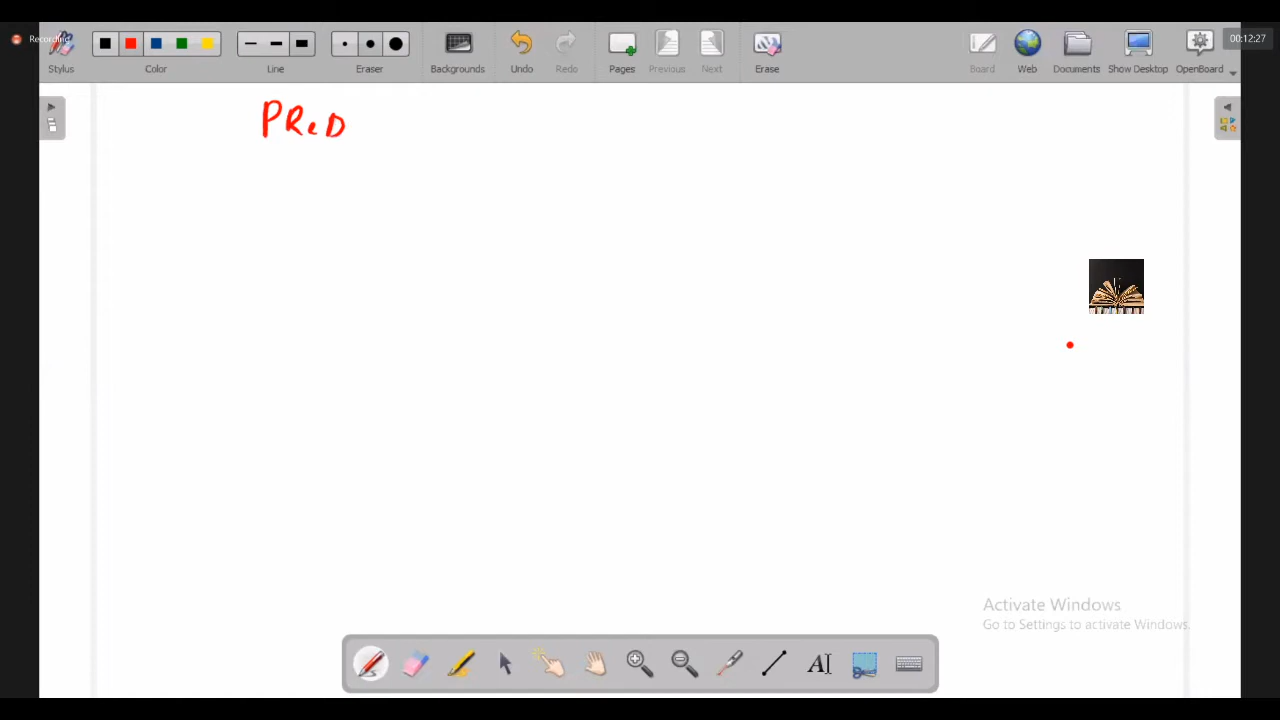 Recording
00:12:27
Stylus Color Line Eraser Backgrounds Undo Redo Pages Previous Next Erase Board Web Documents Show Desktop OpenBoard
PReD
AI
Activate Windows
Go to Settings to activate Windows.